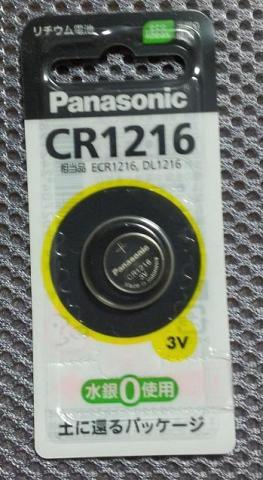 リチウム電池
Panasonic
CR1216
相当品 ECR1216, DL1216
+
Panasonic
CR1216
3V
3V
水銀0使用
土に還るパッケージ